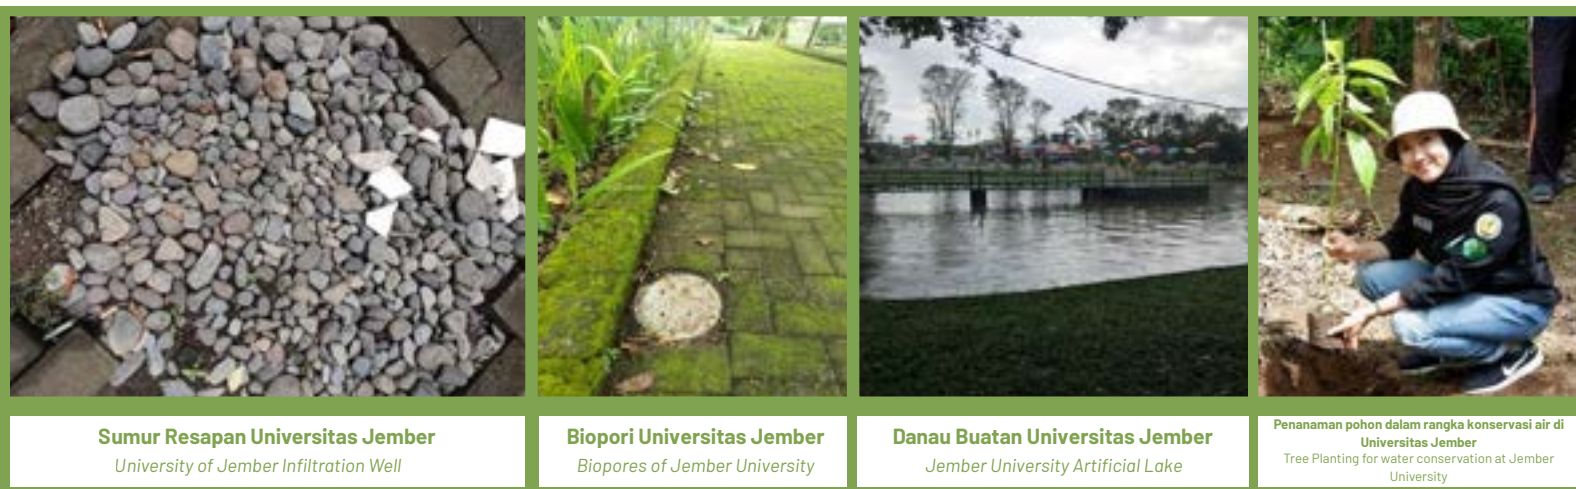 Sumur Resapan Universitas Jember
University of Jember Infiltration Well
Biopori Universitas Jember
Biopores of Jember University
Danau Buatan Universitas Jember
Jember University Artificial Lake
Penanaman pohon dalam rangka konservasi air di
Universitas Jember
Tree Planting for water conservation at Jember
University